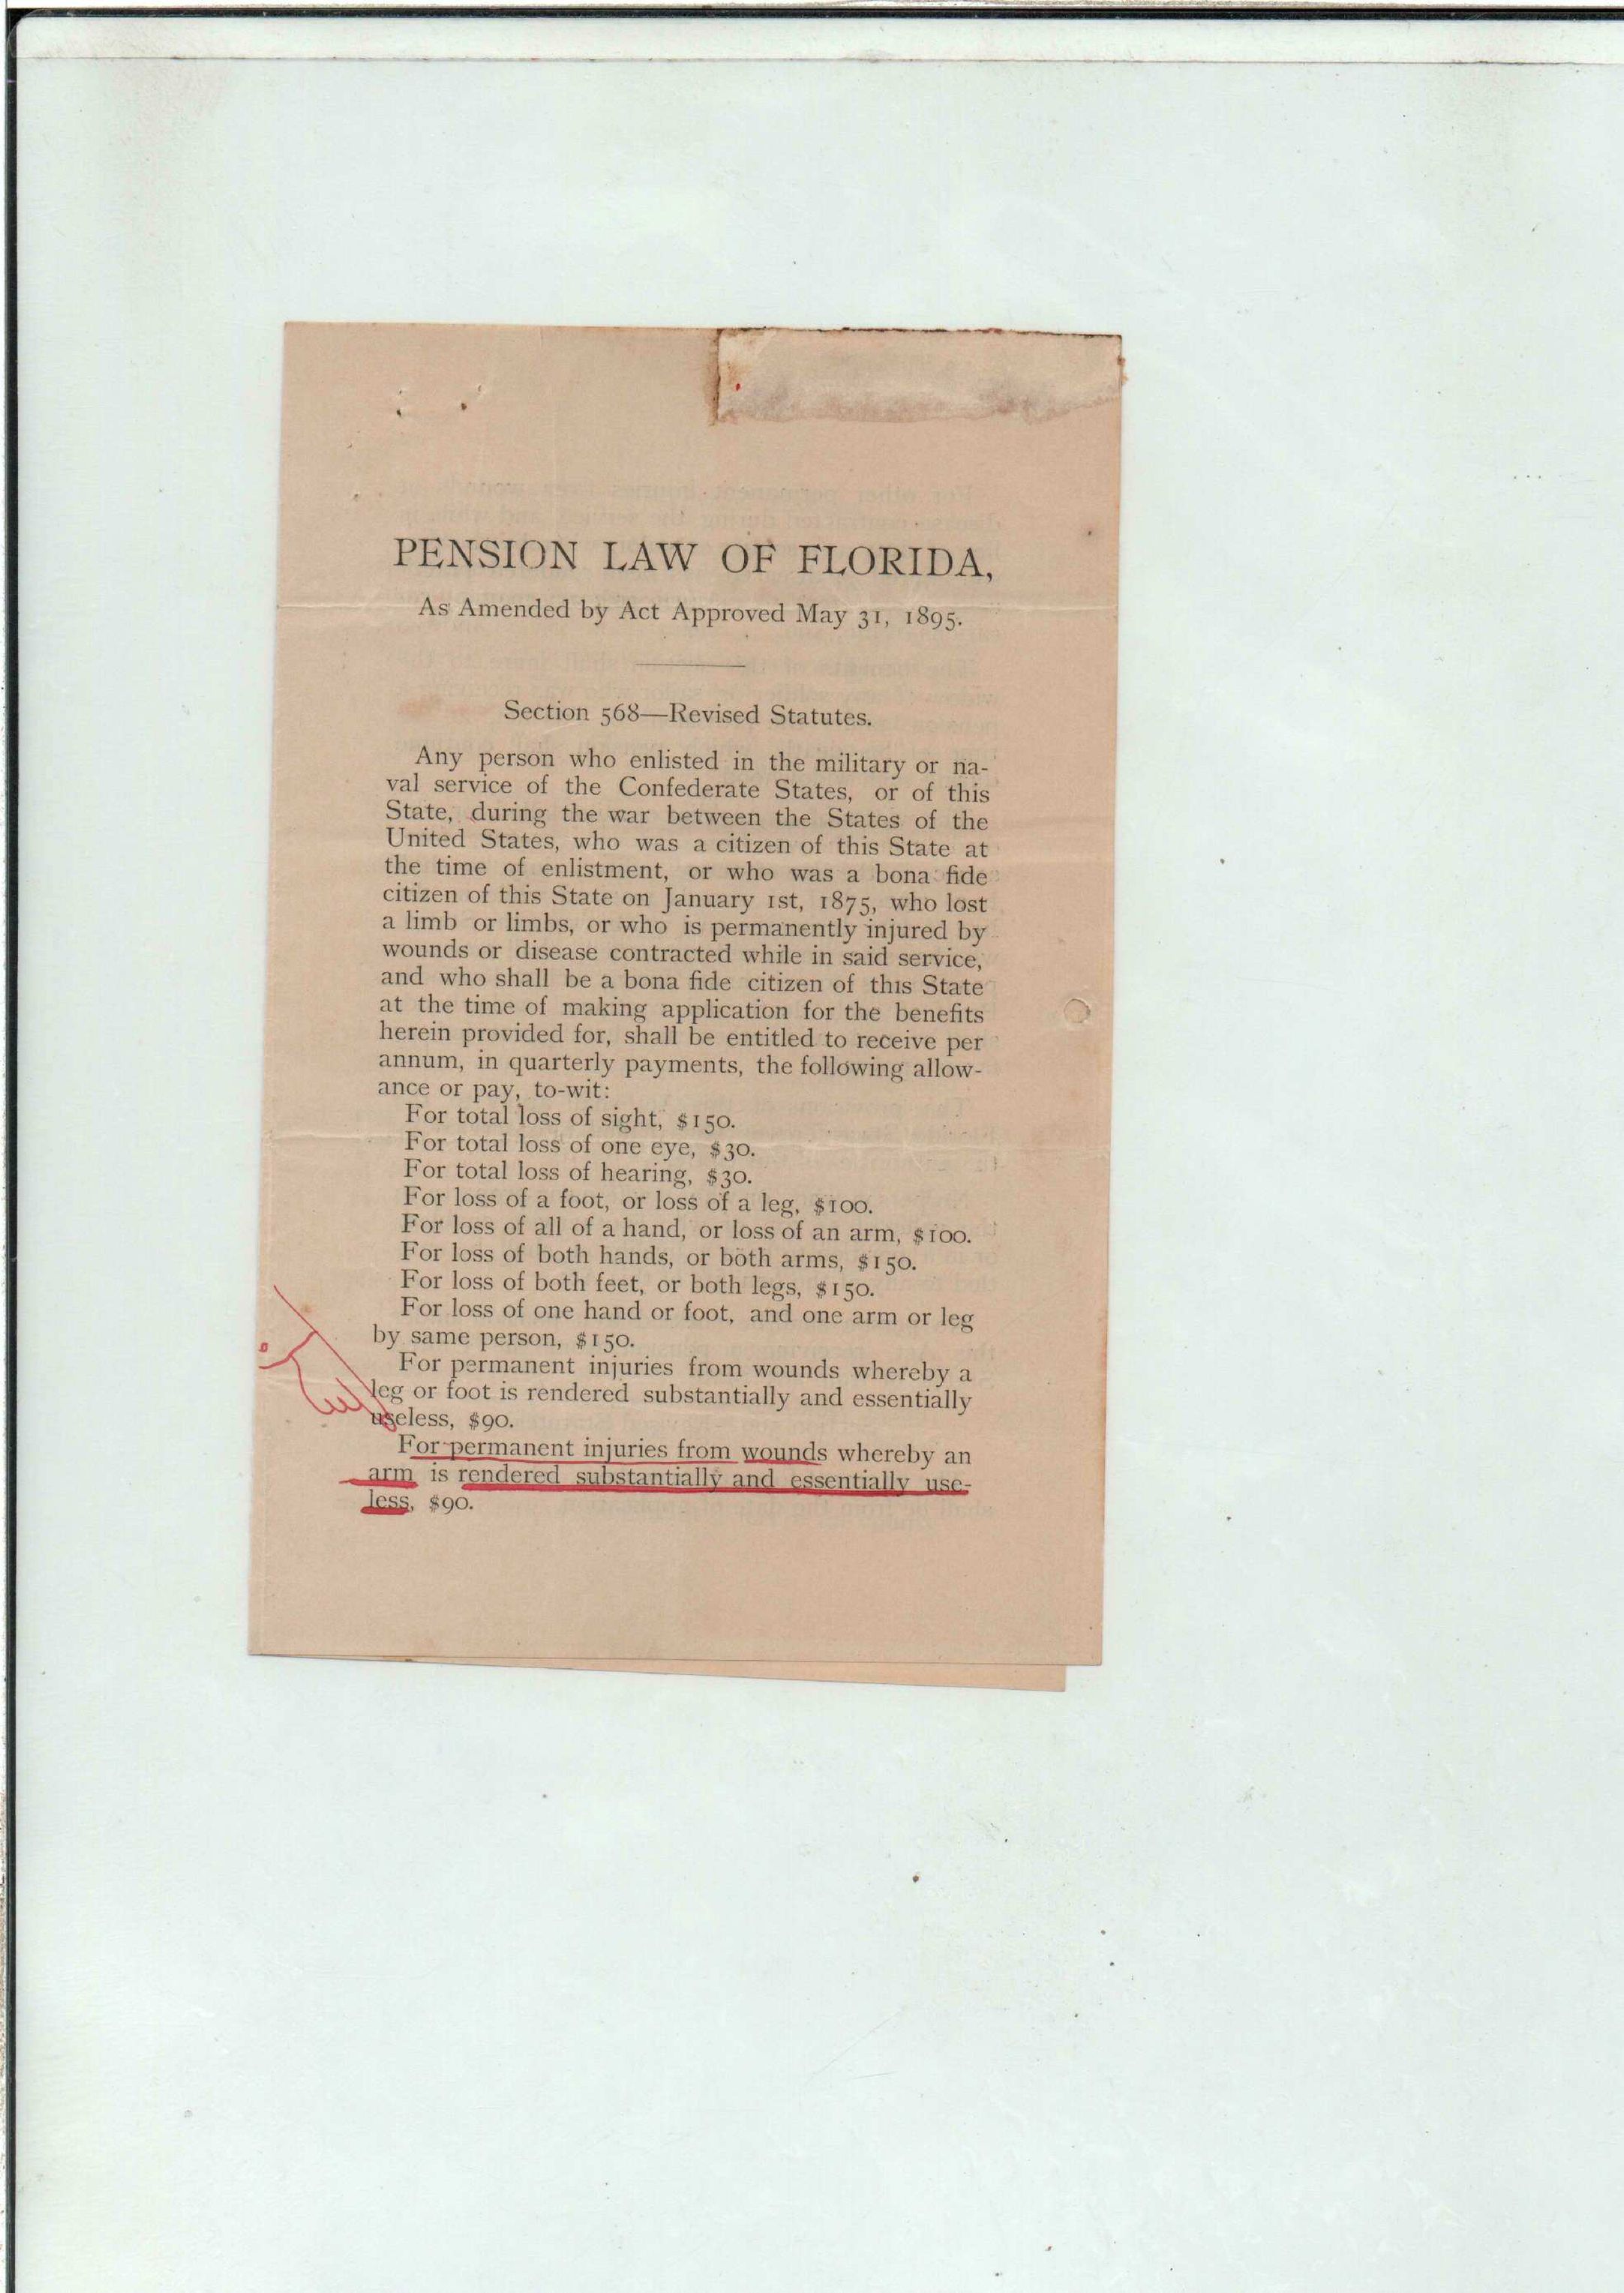 PENSION LAW OF FLORIDA,
As Amended by Act Approved May 31, 1895.
Section 568—Revised Statutes.
Any person who enlisted in the military or na-
val service of the Confederate States, or of this
State, during the war between the States of the
United States, who was a citizen of this State at
the time of enlistment, or who was a bona fide
citizen of this State on January 1st, 1875, who lost
a limb or limbs, or who is permanently injured by
wounds or disease contracted while in said service,
and who shall be a bona fide citizen of this State
at the time of making application for the benefits
herein provided for, shall be entitled to receive per
annum, in quarterly payments, the following allow-
ance or pay, to-wit:
For total loss of sight, $150.
For total loss of one eye, $30.
For total loss of hearing, $30.
For loss of a foot, or loss of a leg, $100.
For loss of all of a hand, or loss of an arm, $100.
For loss of both hands, or both arms, $150.
For loss of both feet, or both legs, $150.
For loss of one hand or foot, and one arm or leg
by same person, $150.
For permanent injuries from wounds whereby a
leg or foot is rendered substantially and essentially
useless, $90.
For permanent injuries from wounds whereby an
arm is rendered substantially and essentially use-
less, $90.